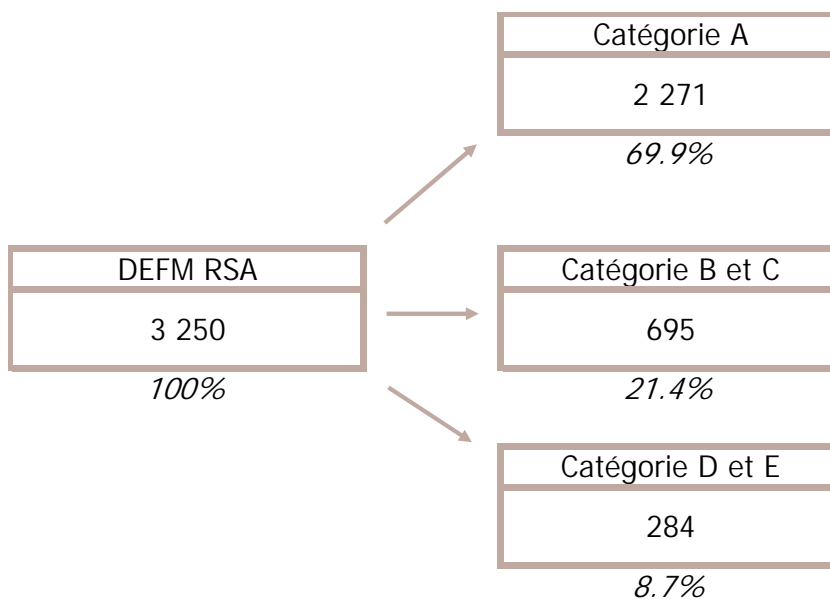 Catégorie A
2 271
69.9%
DEFM RSA
3 250
100%
Catégorie B et C
695
21.4%
Catégorie D et E
284
8.7%